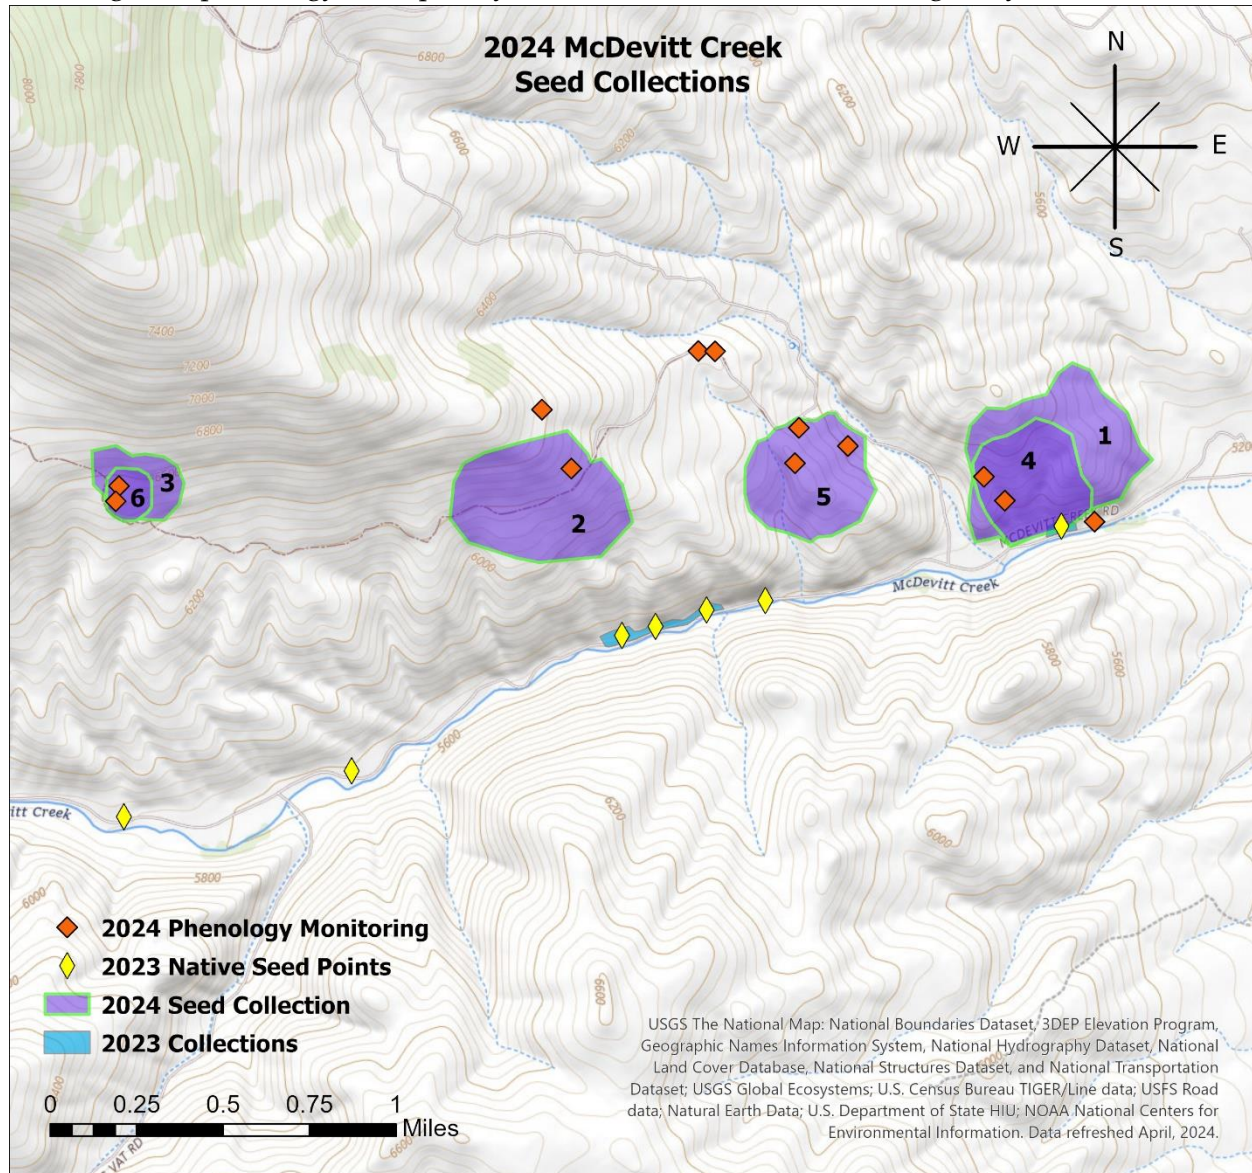 2024 McDevitt Creek
Seed Collections
N
W
E
S
8000
7800
6800
6600
6200
6200
5600
6400
7400
7200
7000
6800
5200
1
4
3
6
2
5
MCDEVITT CREEK RD
6000
6200
McDevitt Creek
5800
5600
5600
6200
6000
itt Creek
5800
6000
6600
6000
6600
VAT RD
2024 Phenology Monitoring
2023 Native Seed Points
2024 Seed Collection
2023 Collections
0 0.25 0.5 0.75 1
Miles
USGS The National Map: National Boundaries Dataset, 3DEP Elevation Program,
Geographic Names Information System, National Hydrography Dataset, National
Land Cover Database, National Structures Dataset, and National Transportation
Dataset; USGS Global Ecosystems; U.S. Census Bureau TIGER/Line data; USFS Road
data; Natural Earth Data; U.S. Department of State HIU; NOAA National Centers for
Environmental Information. Data refreshed April, 2024.